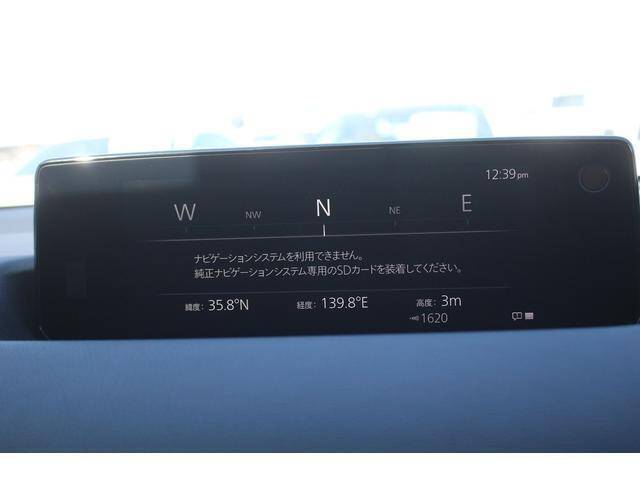 12:39pm
W NW N NE E
ナビゲーションシステムを利用できません。
純正ナビゲーションシステム専用のSDカードを装着してください。
緯度: 35.8°N 経度: 139.8°E 高度: 3m
1620